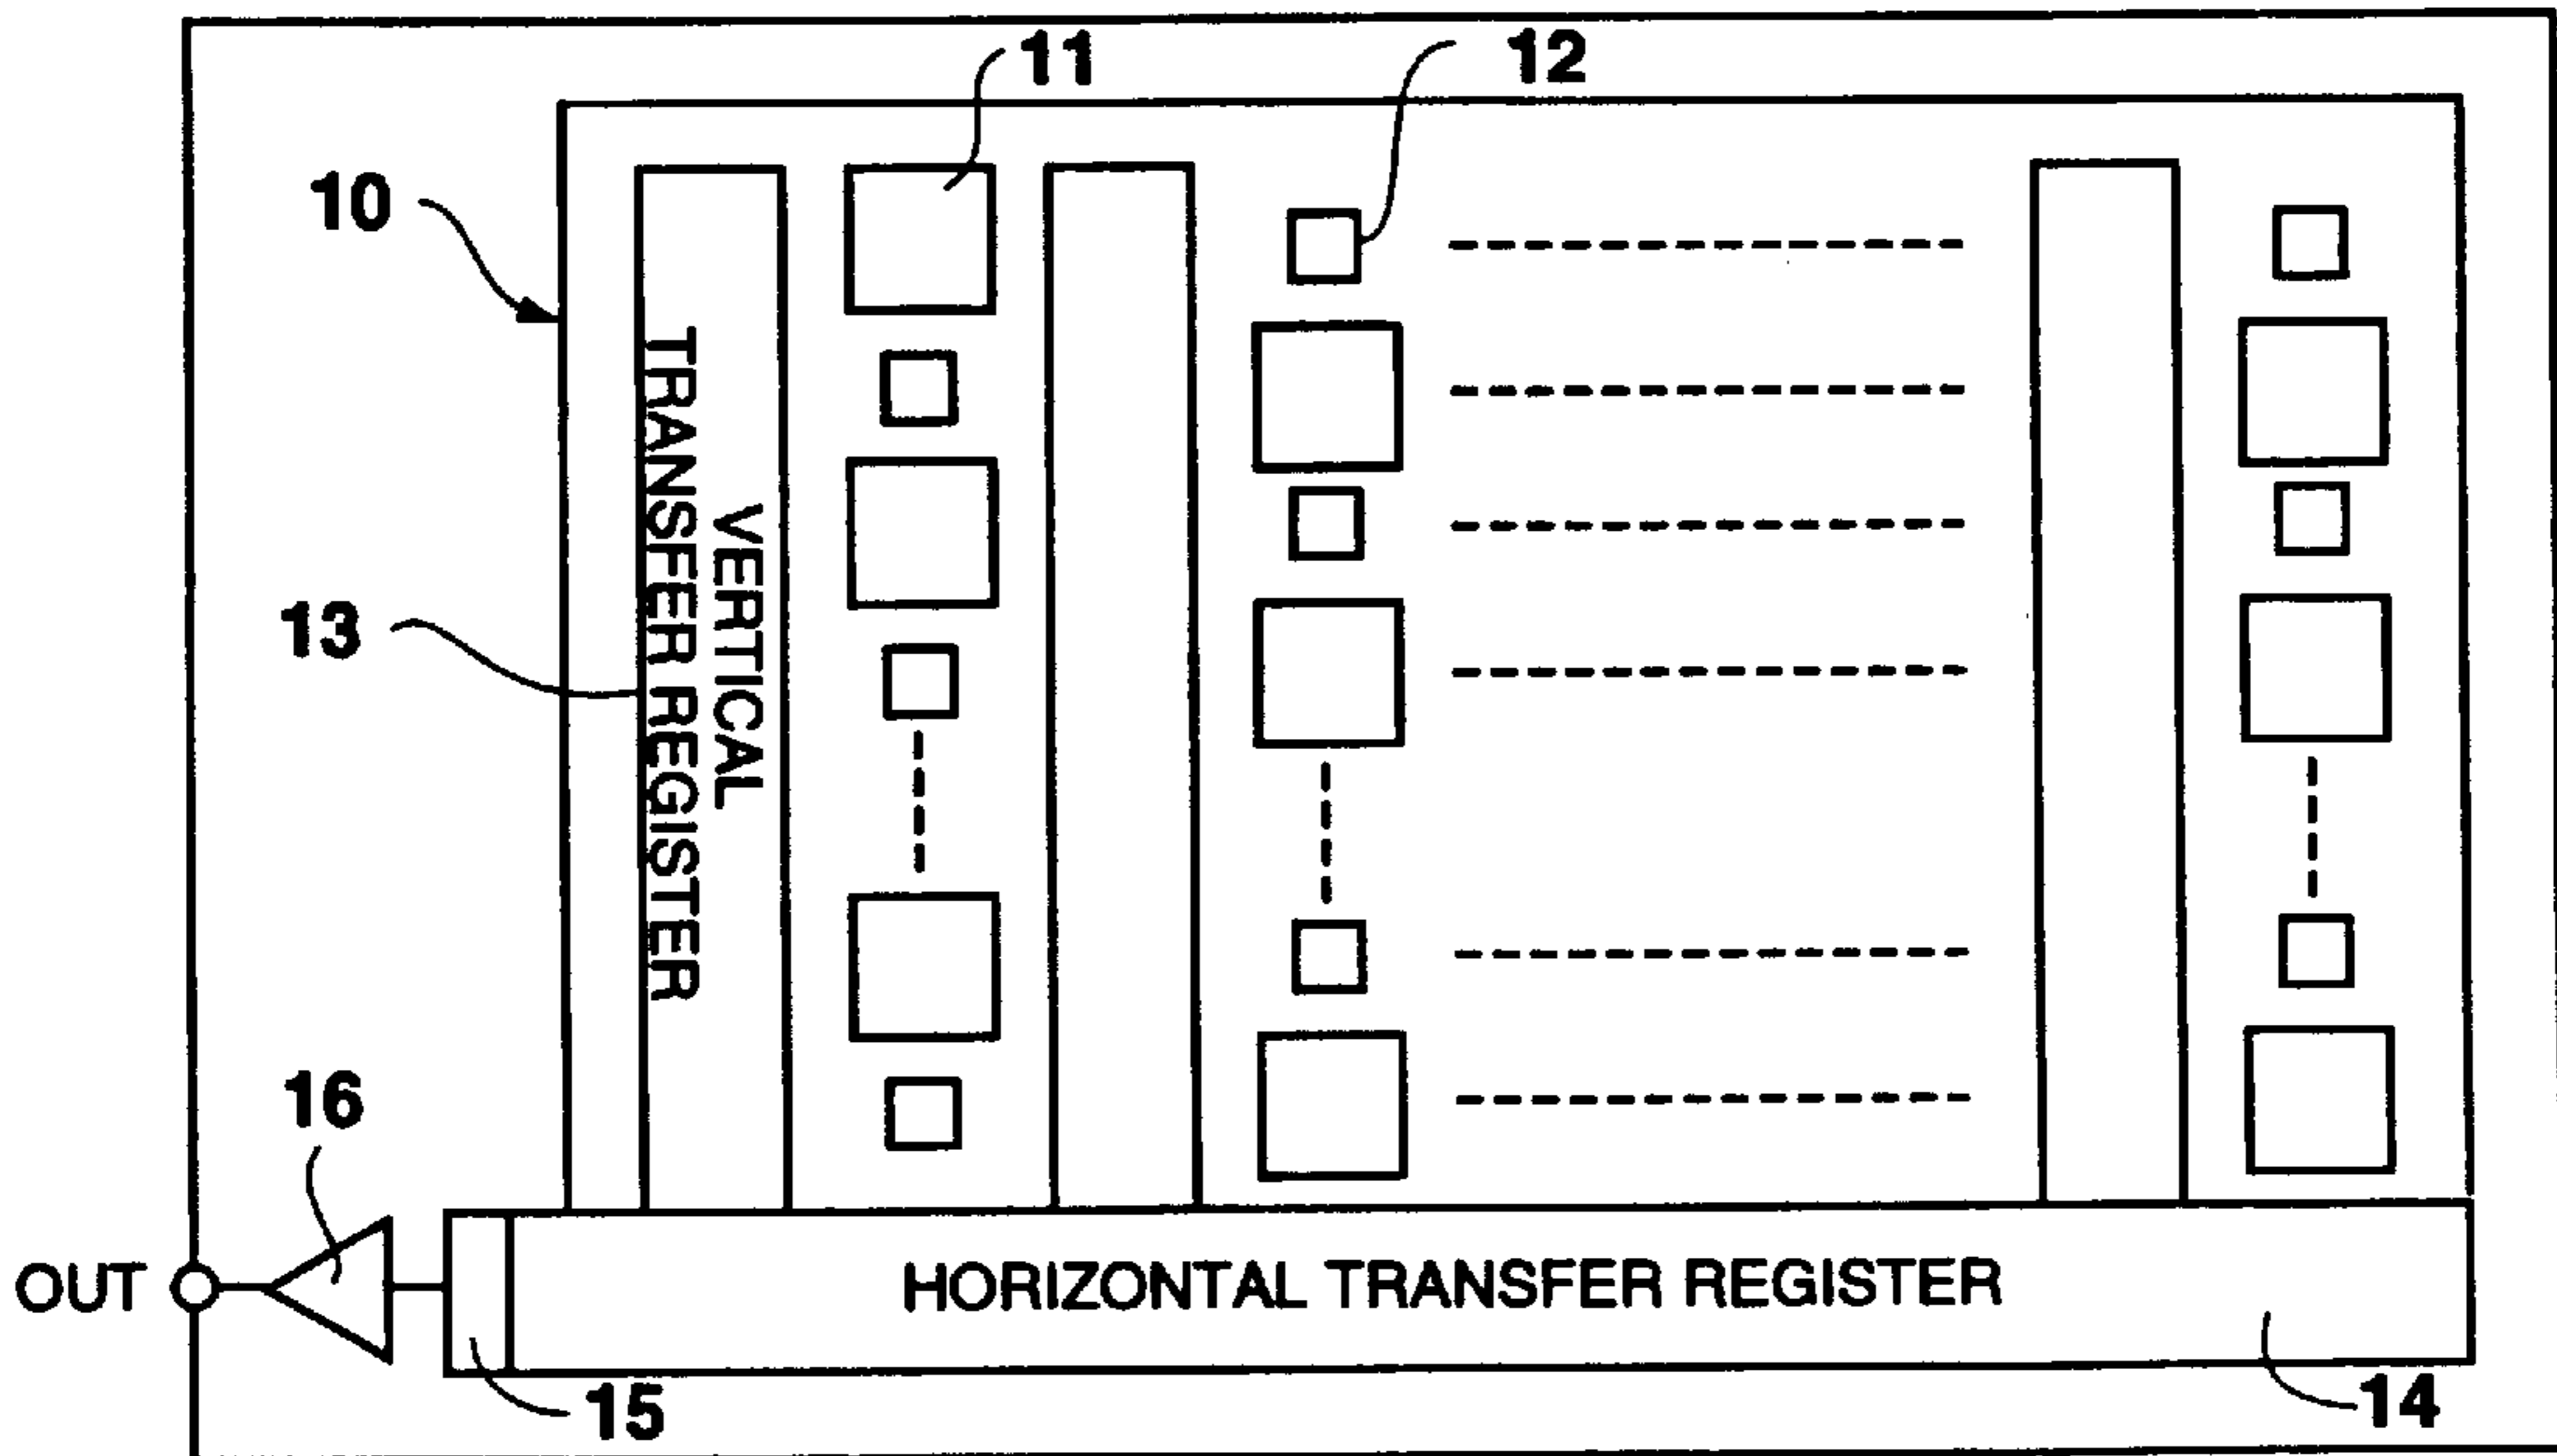 11
12
10
VERTICAL
TRANSFER REGISTER
13
16
OUT
HORIZONTAL TRANSFER REGISTER
15
14